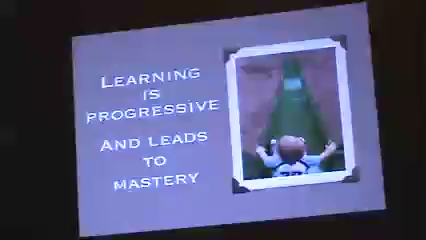 LEARNING
IS
PROGRESSIVE
AND LEADS
TO
MASTERY